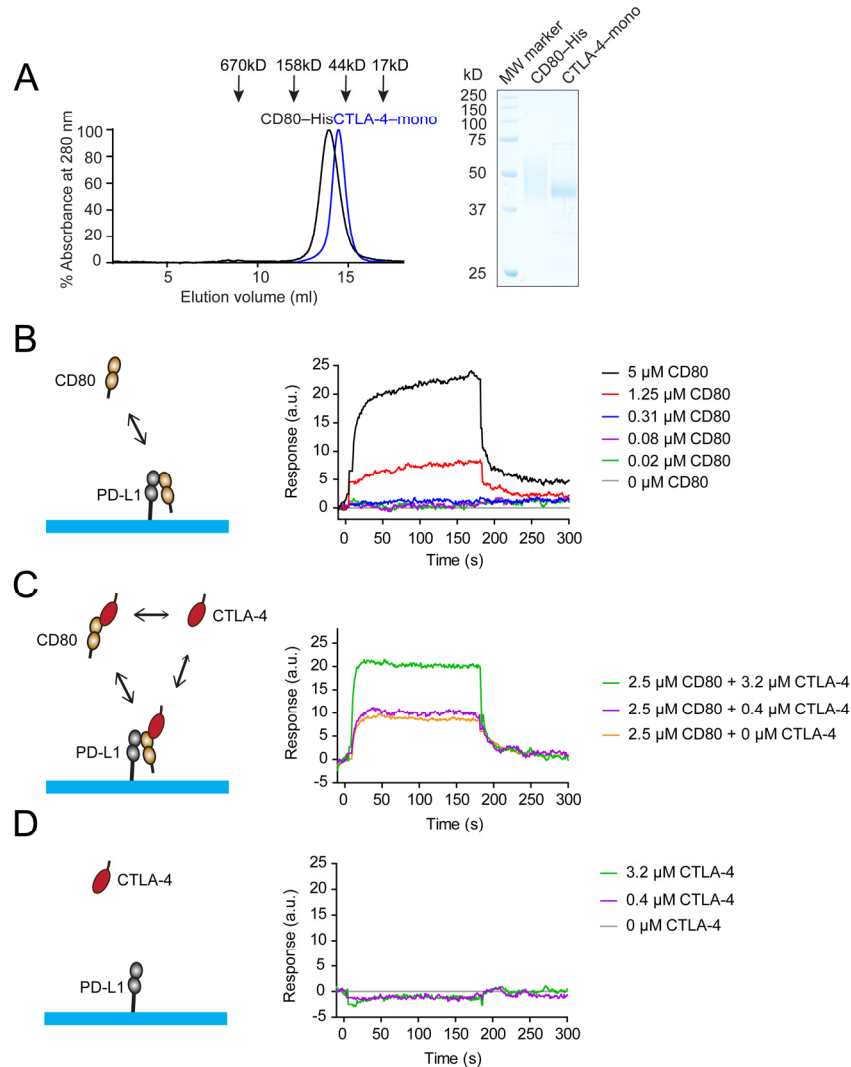 A
670kD 158kD 44kD 17kD
CD80–His CTLA-4–mono
% Absorbance at 280 nm
100
80
60
40
20
0
5 10 15
Elution volume (ml)
kD
MW marker
CD80–His
CTLA-4–mono
250
150
100
75
50
37
25
B
CD80
PD-L1
Response (a.u.)
25
20
15
10
5
0
0 50 100 150 200 250 300
Time (s)
5 µM CD80
1.25 µM CD80
0.31 µM CD80
0.08 µM CD80
0.02 µM CD80
0 µM CD80
C
CD80
CTLA-4
PD-L1
Response (a.u.)
25
20
15
10
5
0
-5
0 50 100 150 200 250 300
Time (s)
2.5 µM CD80 + 3.2 µM CTLA-4
2.5 µM CD80 + 0.4 µM CTLA-4
2.5 µM CD80 + 0 µM CTLA-4
D
CTLA-4
PD-L1
Response (a.u.)
25
20
15
10
5
0
-5
0 50 100 150 200 250 300
Time (s)
3.2 µM CTLA-4
0.4 µM CTLA-4
0 µM CTLA-4